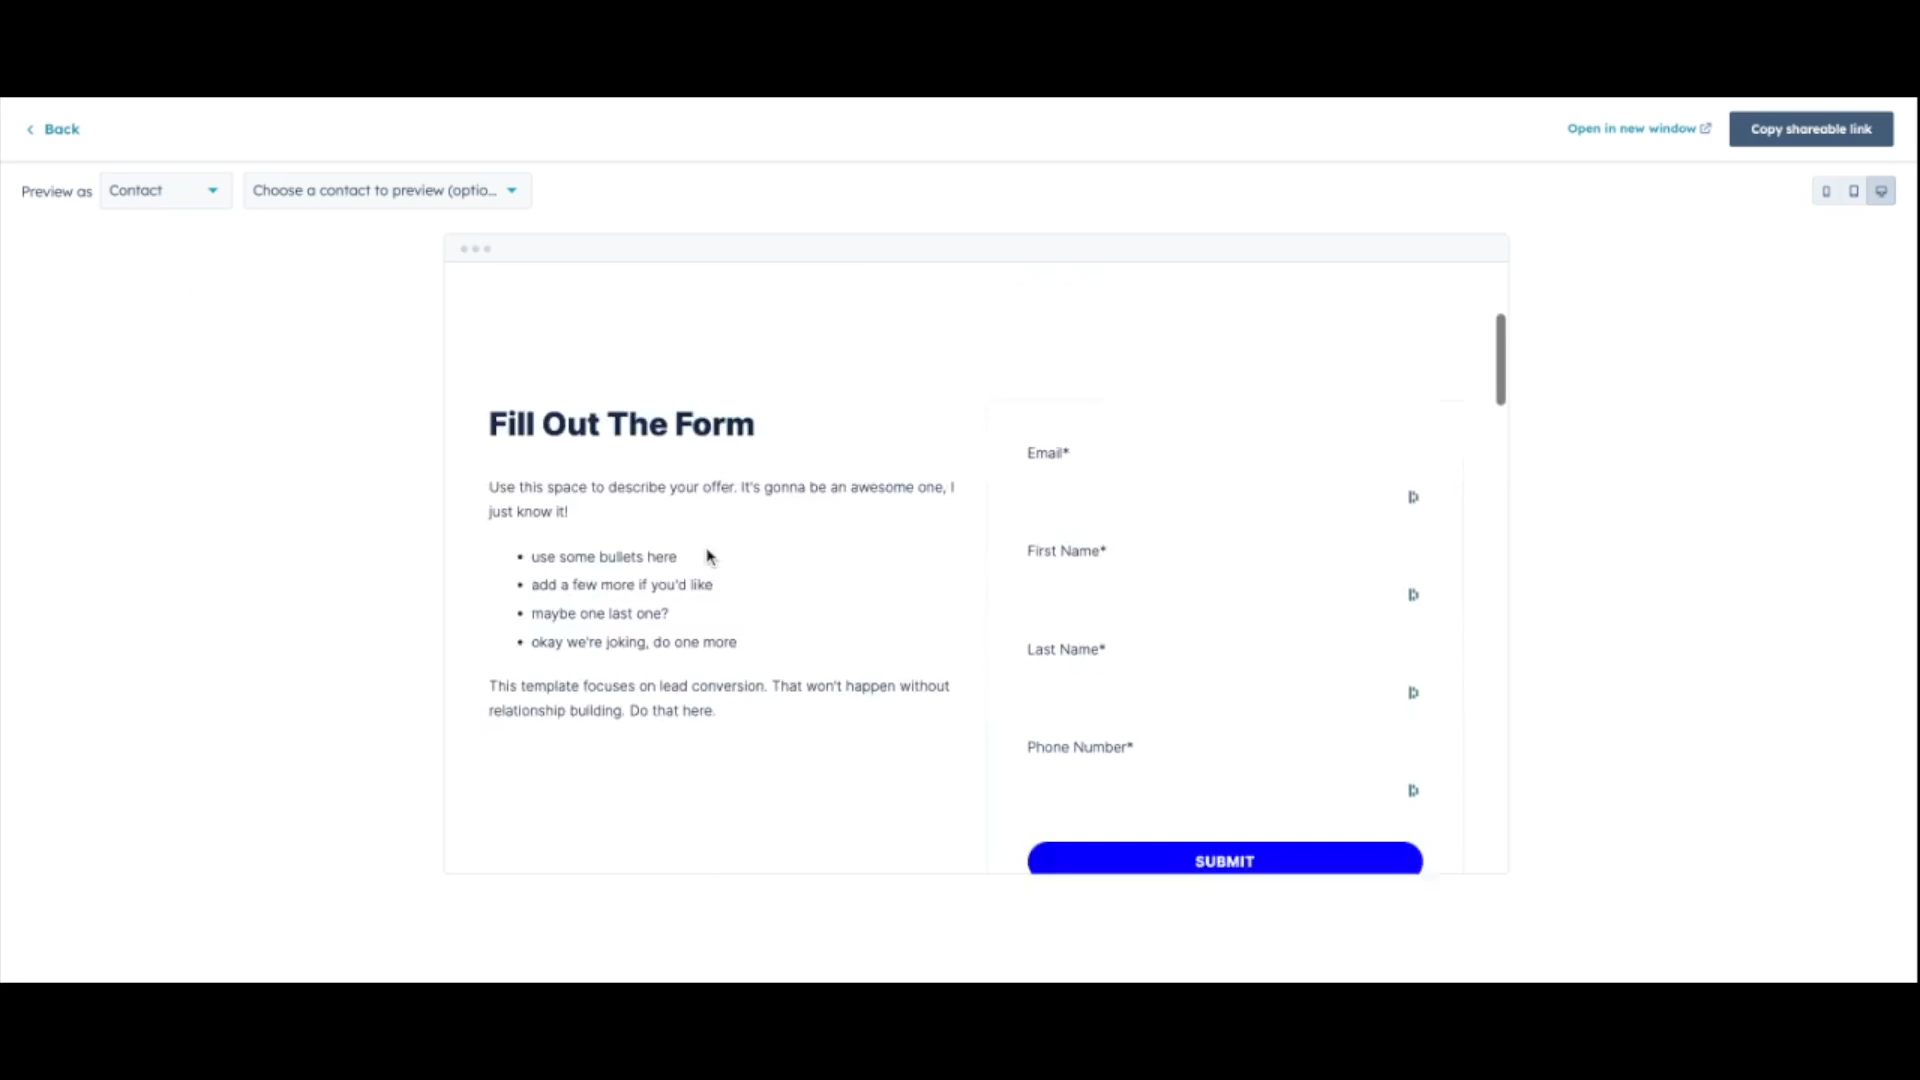 Back
Open in new window
Copy shareable link
Preview as
Contact
Choose a contact to preview (optio...
Fill Out The Form
Use this space to describe your offer. It's gonna be an awesome one, I
just know it!
• use some bullets here
• add a few more if you'd like
• maybe one last one?
• okay we're joking, do one more
This template focuses on lead conversion. That won't happen without
relationship building. Do that here.
Email*
First Name*
Last Name*
Phone Number*
SUBMIT